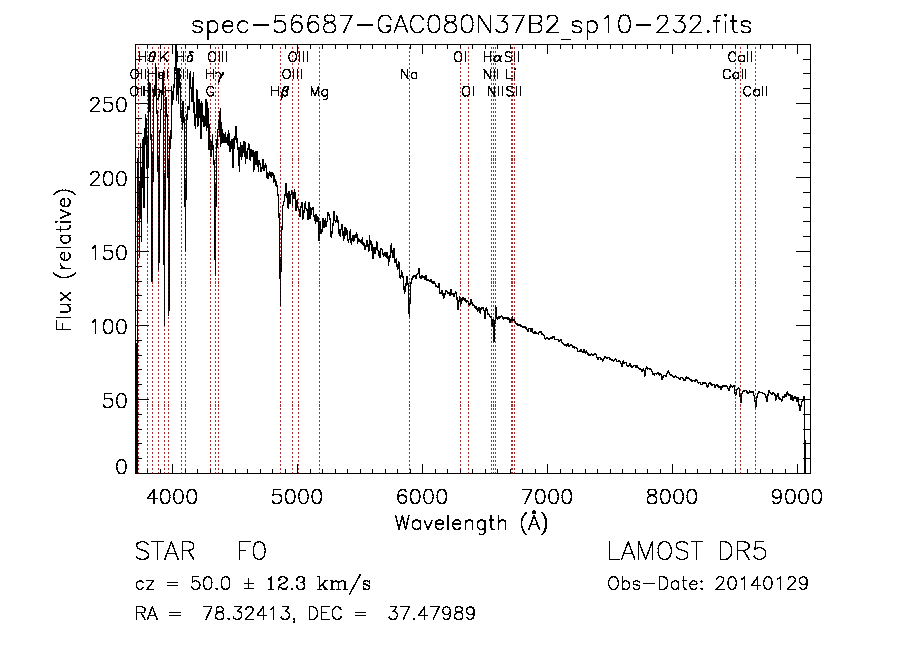 spec-56687-GAC080N37B2_sp10-232.fits
Hθ K Hδ OIII OIII OI Hα SII CaII
OII HeI SII Hγ OIII Na NII Li CaII
OII H G Hβ Mg OI NII SII CaII
250
200
150
100
50
0
Flux (relative)
4000 5000 6000 7000 8000 9000
Wavelength (Å)
STAR F0 LAMOST DR5
cz = 50.0 ± 12.3 km/s Obs-Date: 20140129
RA = 78.32413, DEC = 37.47989